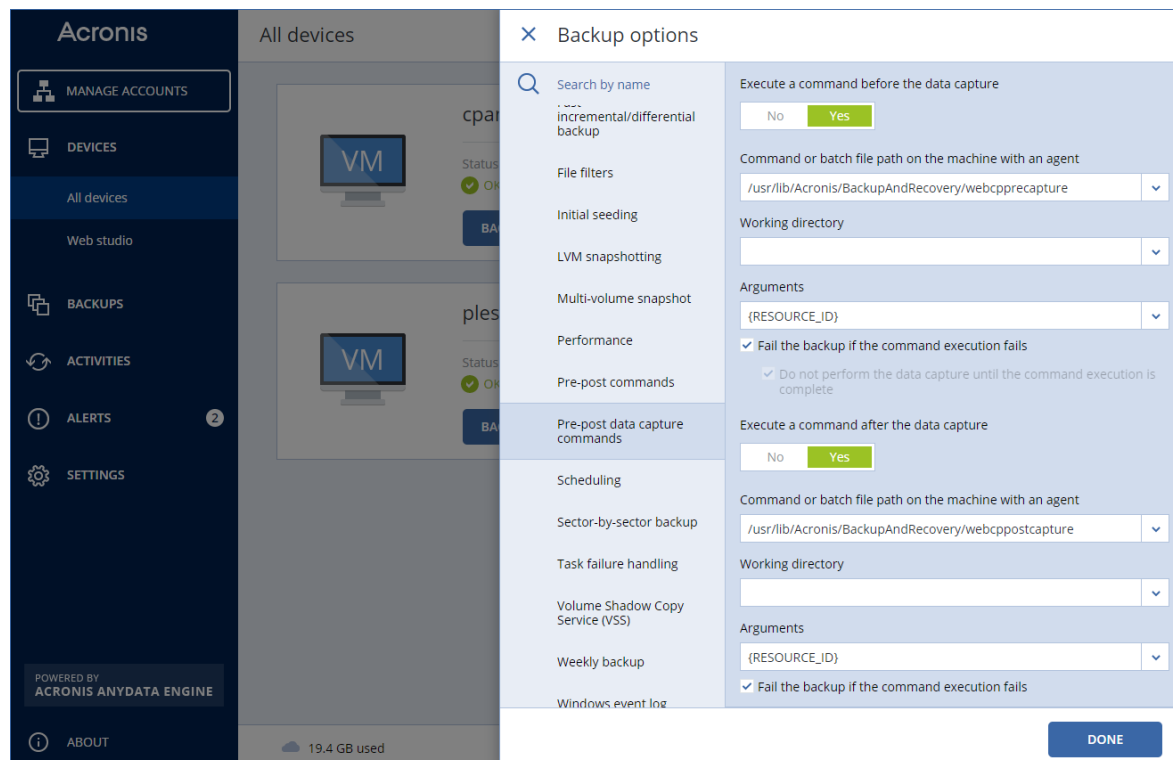 Acronis
MANAGE ACCOUNTS
DEVICES
All devices
Web studio
BACKUPS
ACTIVITIES
ALERTS
2
SETTINGS
POWERED BY
ACRONIS ANYDATA ENGINE
ABOUT
All devices
VM
Status
OK
VM
Status
19.4 GB used
Backup options
Search by name
incremental/differential
backup
File filters
Initial seeding
LVM snapshotting
Multi-volume snapshot
Performance
Pre-post commands
Pre-post data capture
commands
Scheduling
Sector-by-sector backup
Task failure handling
Volume Shadow Copy
Service (VSS)
Weekly backup
Windows event log
Execute a command before the data capture
No
Yes
Command or batch file path on the machine with an agent
/usr/lib/Acronis/BackupAndRecovery/webcpprecapture
Working directory
Arguments
{RESOURCE_ID}
Fail the backup if the command execution fails
Do not perform the data capture until the command execution is
complete
Execute a command after the data capture
No
Yes
Command or batch file path on the machine with an agent
/usr/lib/Acronis/BackupAndRecovery/webcppostcapture
Working directory
Arguments
{RESOURCE_ID}
Fail the backup if the command execution fails
DONE